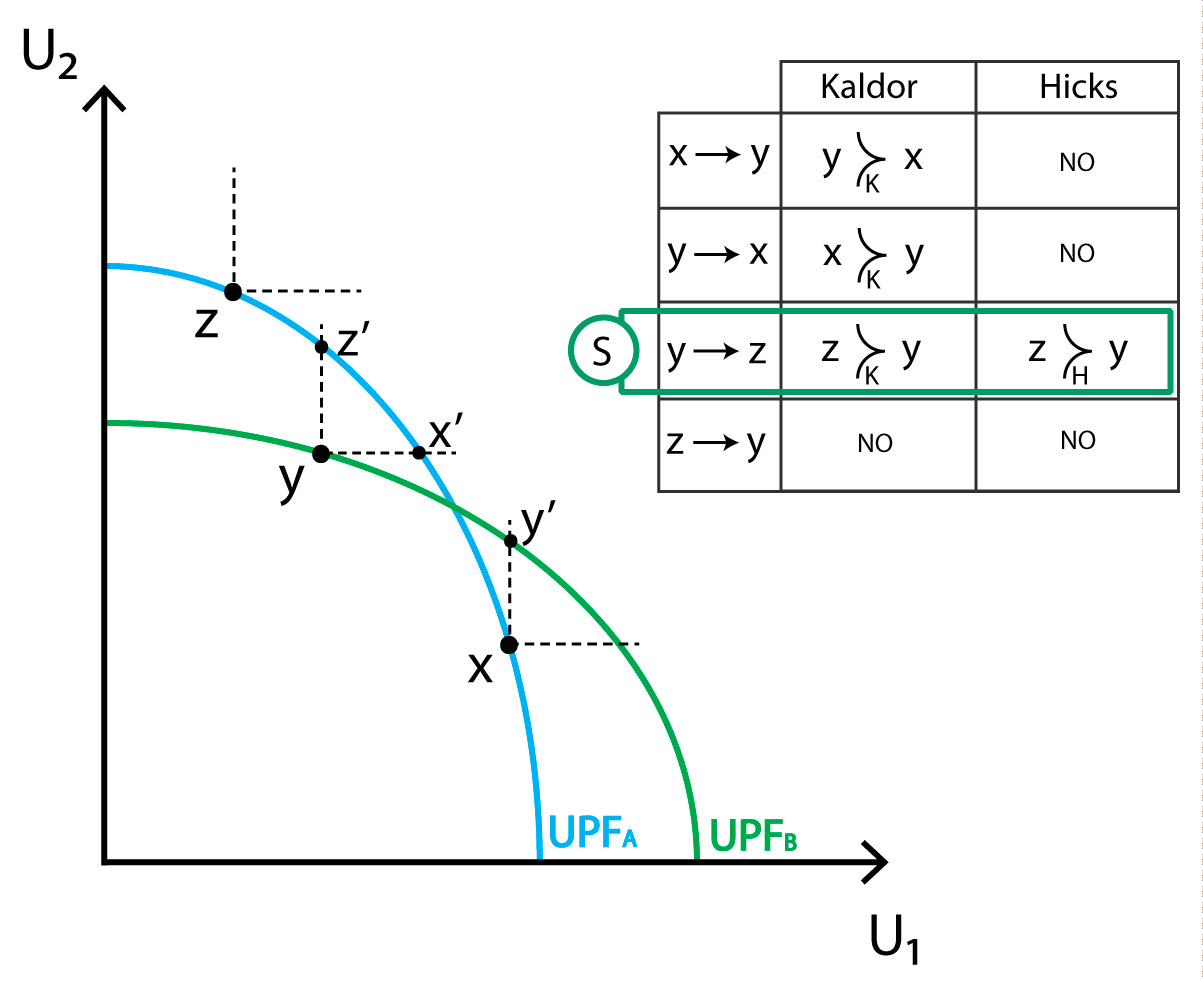 U₂
Kaldor Hicks
x → y y ≻K x NO
y → x x ≻K y NO
S y → z z ≻K y z ≻H y
z → y NO NO
z
z′
x′
y
y′
x
UPFA UPFB
U₁